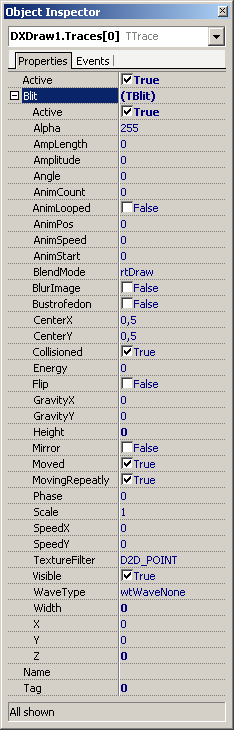 Object Inspector
DXDraw1.Traces[0] TTrace
Properties Events
Active True
Blit (TBlit)
Active True
Alpha 255
AmpLength 0
Amplitude 0
Angle 0
AnimCount 0
AnimLooped False
AnimPos 0
AnimSpeed 0
AnimStart 0
BlendMode rtDraw
BlurImage False
Bustrofedon False
CenterX 0,5
CenterY 0,5
Collisioned True
Energy 0
Flip False
GravityX 0
GravityY 0
Height 0
Mirror False
Moved True
MovingRepeatly True
Phase 0
Scale 1
SpeedX 0
SpeedY 0
TextureFilter D2D_POINT
Visible True
WaveType wtWaveNone
Width 0
X 0
Y 0
Z 0
Name
Tag 0
All shown